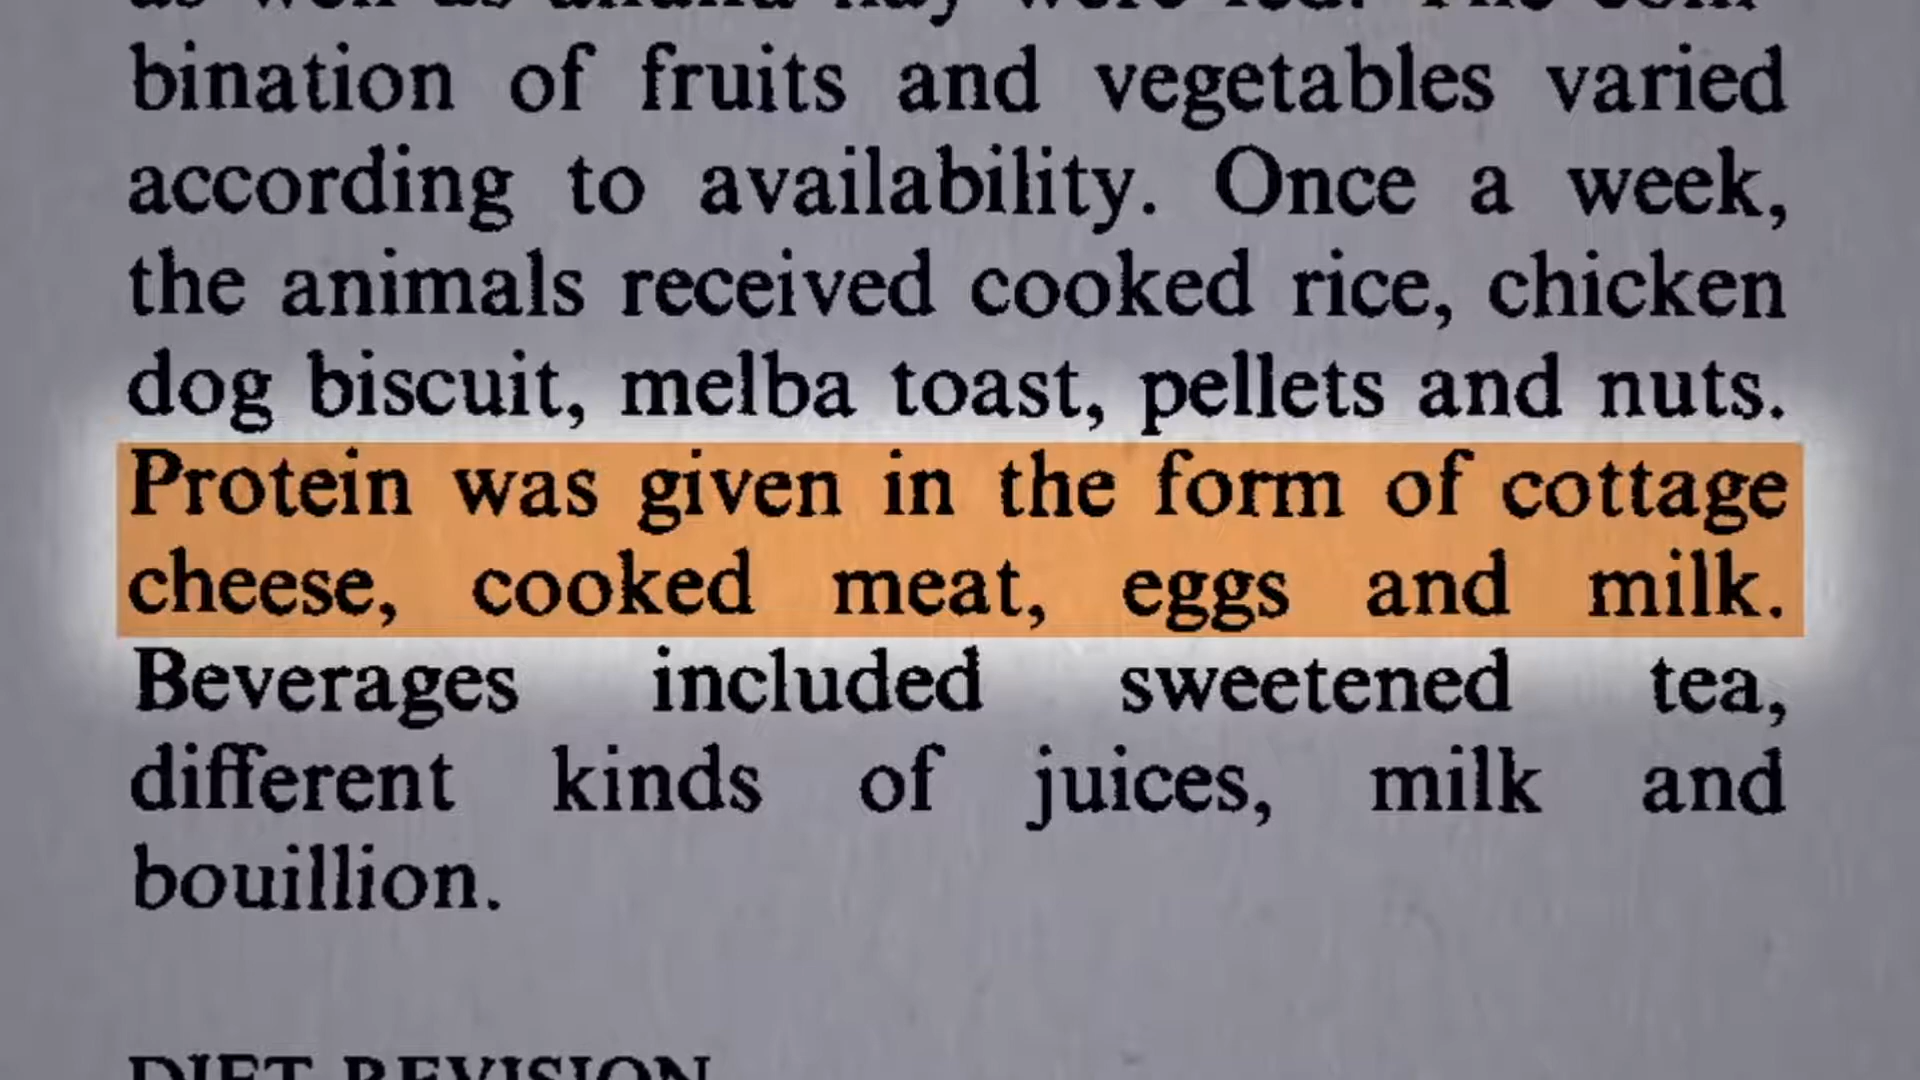 bination of fruits and vegetables varied
according to availability. Once a week,
the animals received cooked rice, chicken
dog biscuit, melba toast, pellets and nuts.
Protein was given in the form of cottage
cheese, cooked meat, eggs and milk.
Beverages included sweetened tea,
different kinds of juices, milk and
bouillion.
DIET REVISION